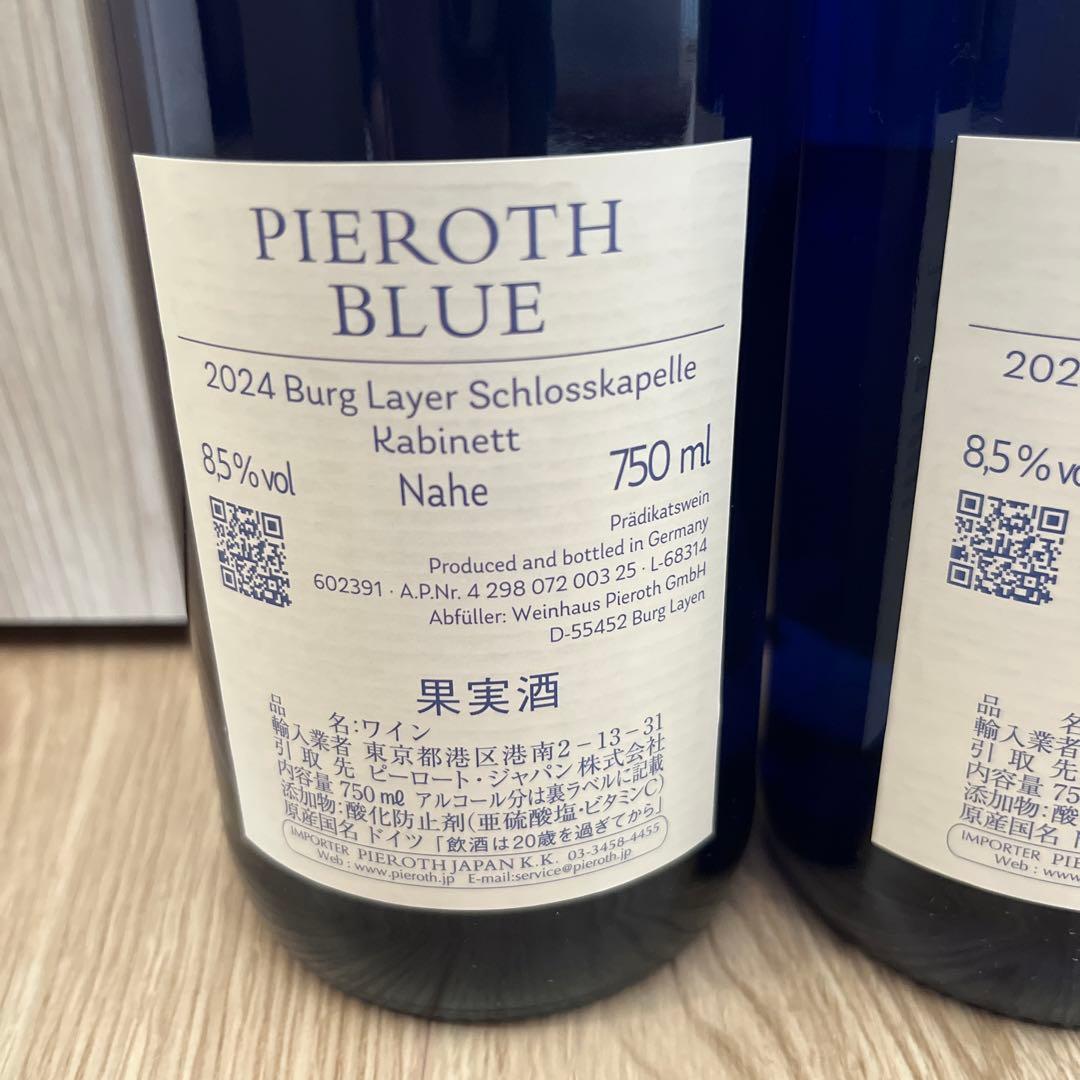 PIEROTH
BLUE
2024 Burg Layer Schlosskapelle
Kabinett
8,5% vol
Nahe
750 ml
Prädikatswein
Produced and bottled in Germany
602391 · A.P.Nr. 4 298 072 003 25 · L-68314
Abfüller: Weinhaus Pieroth GmbH
D-55452 Burg Layen
果実酒
品 名:ワイン
輸入業者 東京都港区港南2-13-31
引取先 ピーロート・ジャパン株式会社
内容量 750㎖ アルコール分は裏ラベルに記載
添加物:酸化防止剤(亜硫酸塩・ビタミンC)
原産国名 ドイツ 「飲酒は20歳を過ぎてから」
IMPORTER PIEROTH JAPAN K.K. 03-3458-4455
Web : www.pieroth.jp E-mail:service@pieroth.jp
202
8,5% vo
品 名
輸入業者
引取先
内容量 75
添加物:酸
原産国名
IMPORTER PIE
Web : www